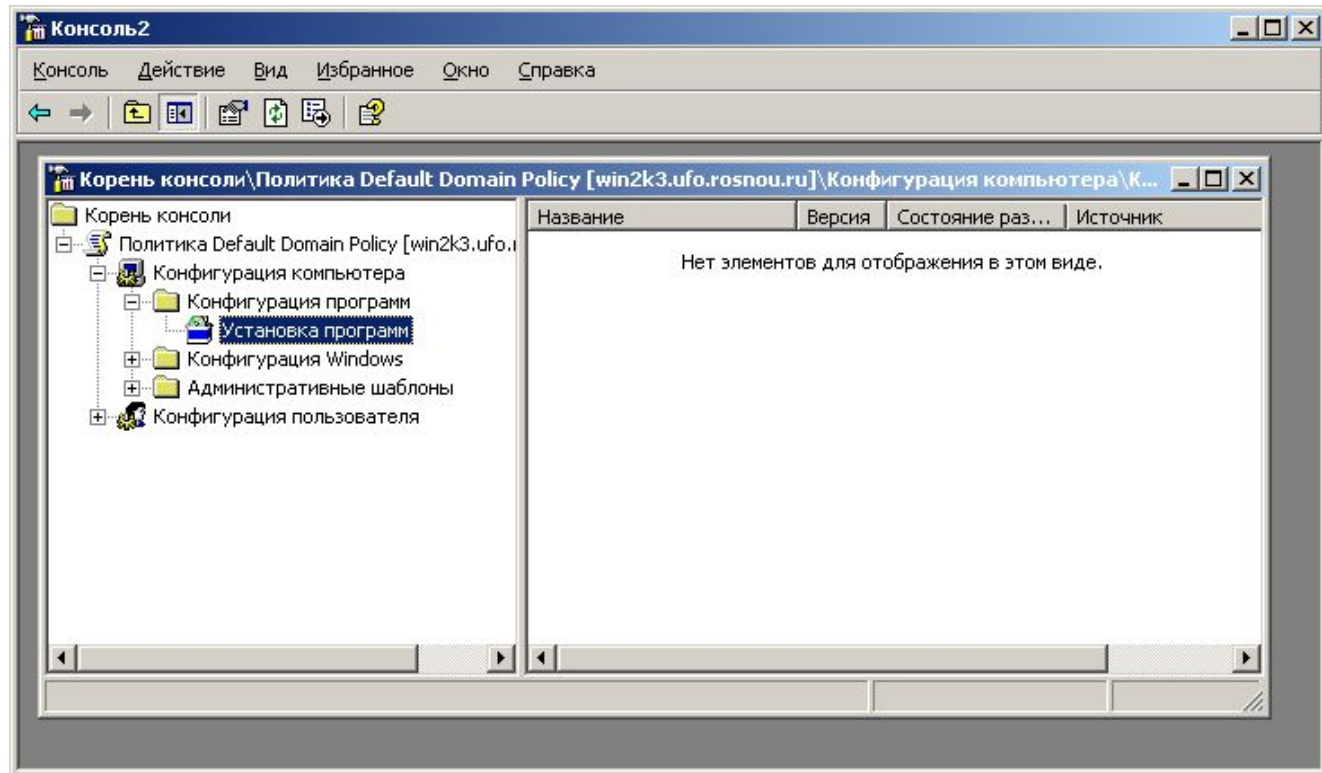 Консоль2
Консоль Действие Вид Избранное Окно Справка
Корень консоли\Политика Default Domain Policy [win2k3.ufo.rosnou.ru]\Конфигурация компьютера\К...
Корень консоли
Политика Default Domain Policy [win2k3.ufo.r
Конфигурация компьютера
Конфигурация программ
Установка программ
Конфигурация Windows
Административные шаблоны
Конфигурация пользователя
Название Версия Состояние раз... Источник
Нет элементов для отображения в этом виде.